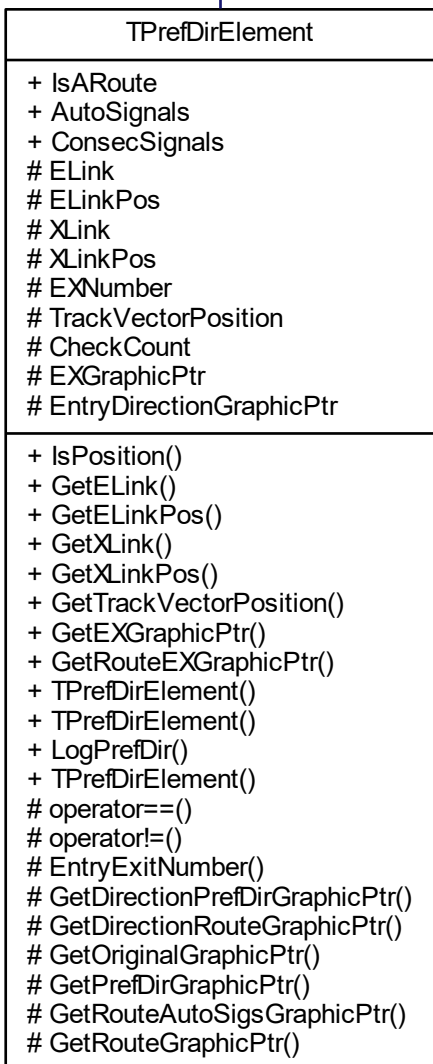 TPrefDirElement
+ IsARoute
+ AutoSignals
+ ConsecSignals
# ELink
# ELinkPos
# XLink
# XLinkPos
# EXNumber
# TrackVectorPosition
# CheckCount
# EXGraphicPtr
# EntryDirectionGraphicPtr
+ IsPosition()
+ GetELink()
+ GetELinkPos()
+ GetXLink()
+ GetXLinkPos()
+ GetTrackVectorPosition()
+ GetEXGraphicPtr()
+ GetRouteEXGraphicPtr()
+ TPrefDirElement()
+ TPrefDirElement()
+ LogPrefDir()
+ TPrefDirElement()
# operator==()
# operator!=()
# EntryExitNumber()
# GetDirectionPrefDirGraphicPtr()
# GetDirectionRouteGraphicPtr()
# GetOriginalGraphicPtr()
# GetPrefDirGraphicPtr()
# GetRouteAutoSigsGraphicPtr()
# GetRouteGraphicPtr()